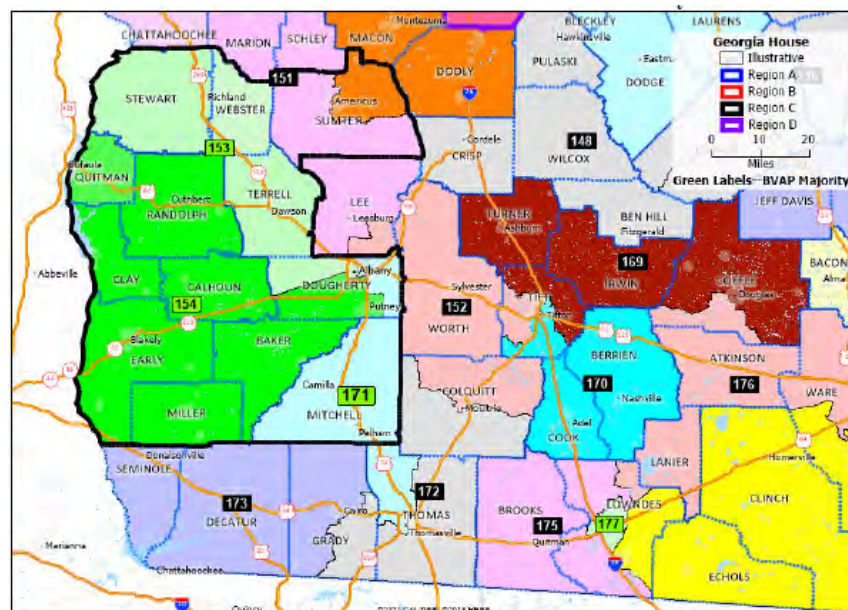 CHATTAHOOCHEE
MARION
SCHLEY
MACON
Montezuma
DOOLY
BLECKLEY
Hawkinsville
PULASKI
LAURENS
Eastm
DODGE
Georgia House
Illustrative
Region A
Region B
Region C
Region D
0 10 20
Miles
Green Labels--BVAP Majority
STEWART
Richland
WEBSTER
151
Americus
SUMTER
75
Cordele
CRISP
148
WILCOX
153
Eufaula
QUITMAN
Cuthbert
RANDOLPH
TERRELL
Dawson
LEE
Leesburg
TURNER
Ashburn
BEN HILL
Fitzgerald
JEFF DAVIS
169
IRWIN
COFFEE
Douglas
BACON
Alma
Abbeville
CLAY
CALHOUN
154
Albany
DOUGHERTY
Putney
Sylvester
152
WORTH
TIFT
Tifton
BERRIEN
ATKINSON
176
WARE
Blakely
EARLY
BAKER
Camilla
171
MITCHELL
MILLER
Pelham
COLQUITT
Moultrie
170
Nashville
Adel
COOK
LANIER
Homerville
CLINCH
Donalsonville
SEMINOLE
173
DECATUR
Cairo
GRADY
172
THOMAS
Thomasville
BROOKS
175
Quitman
LOWNDES
177
ECHOLS
Marianna
Chattahoochee
Quincy